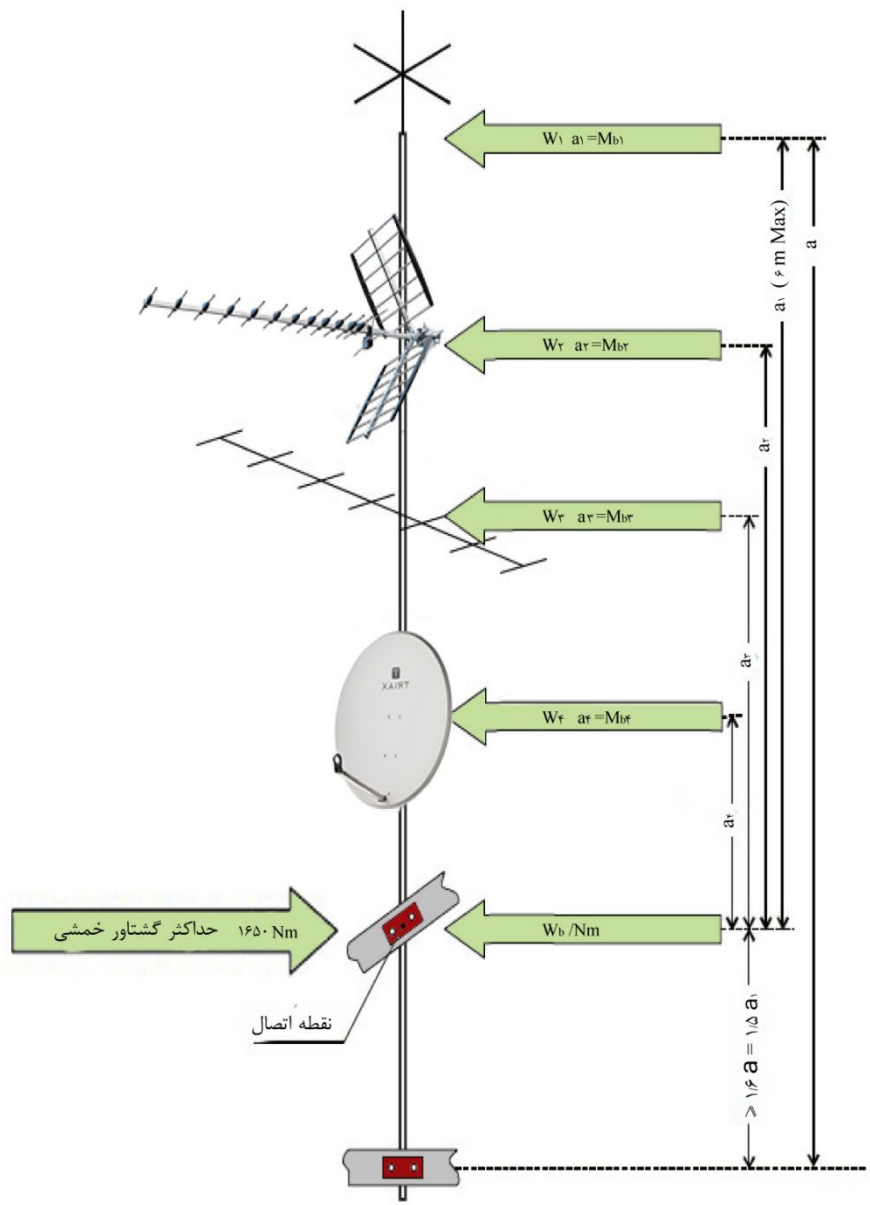 W۱ a۱=Mb۱
a۱ ( ۶ m Max)
a
W۲ a۲=Mb۲
a۲
W۳ a۳=Mb۳
a۳
TRIAX
W۴ a۴=Mb۴
a۴
حداکثر گشتاور خمشی ۱۶۵۰ Nm
Wb /Nm
نقطه اتصال
> ۱/۶ a = ۱/۵ a۱